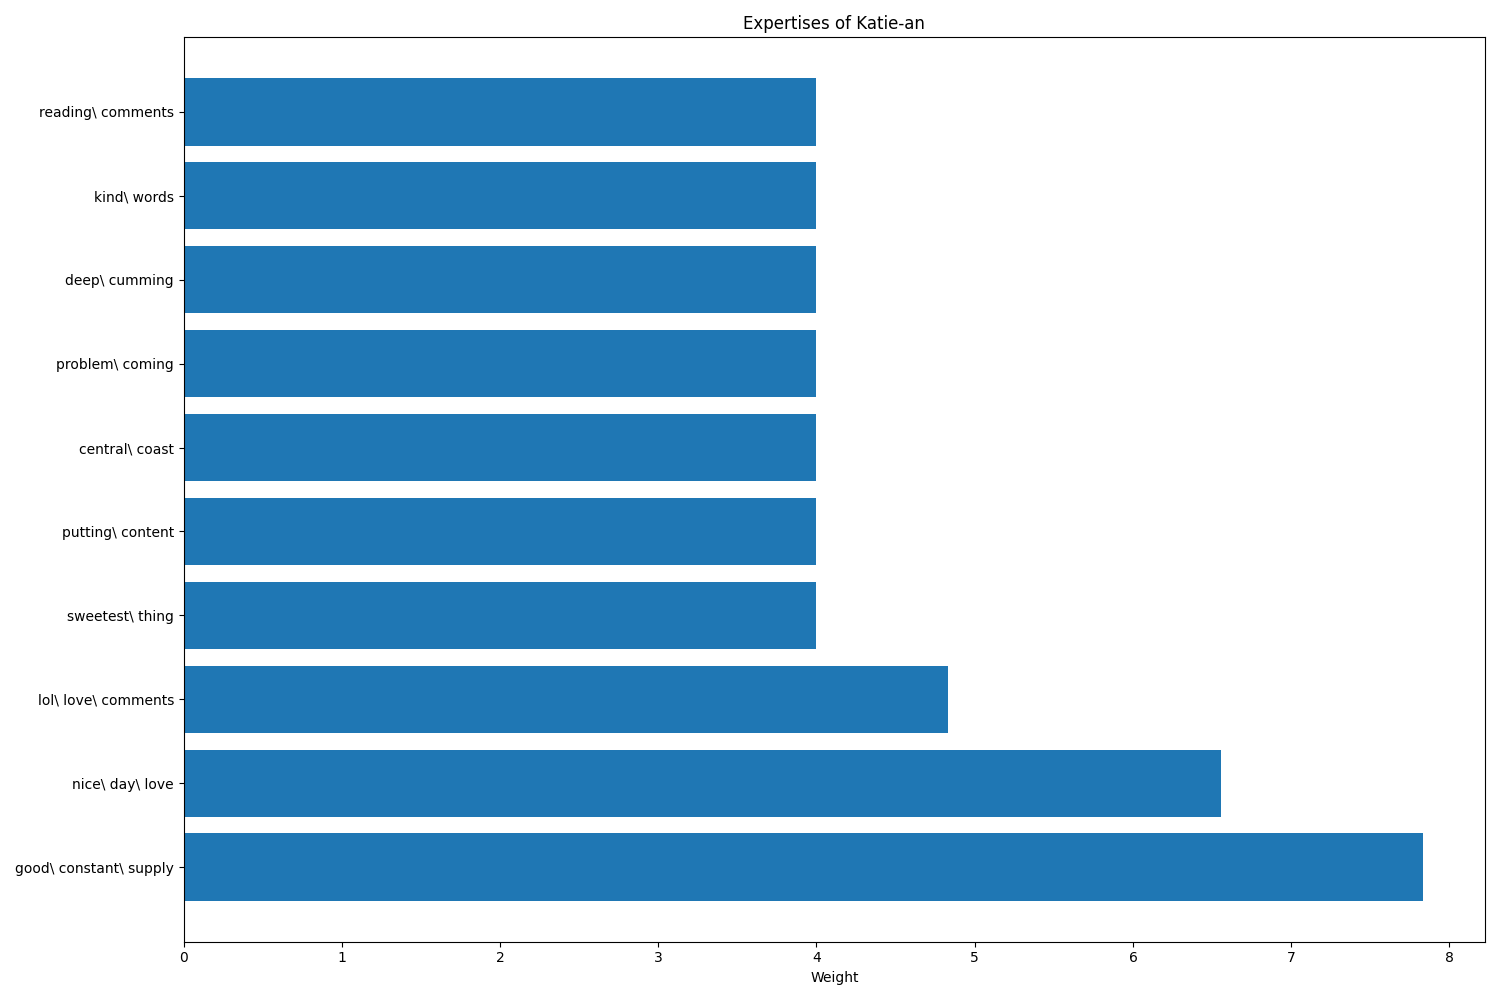 Expertises of Katie-an
reading\ comments
kind\ words
deep\ cumming
problem\ coming
central\ coast
putting\ content
sweetest\ thing
lol\ love\ comments
nice\ day\ love
good\ constant\ supply
0 1 2 3 4 5 6 7 8
Weight